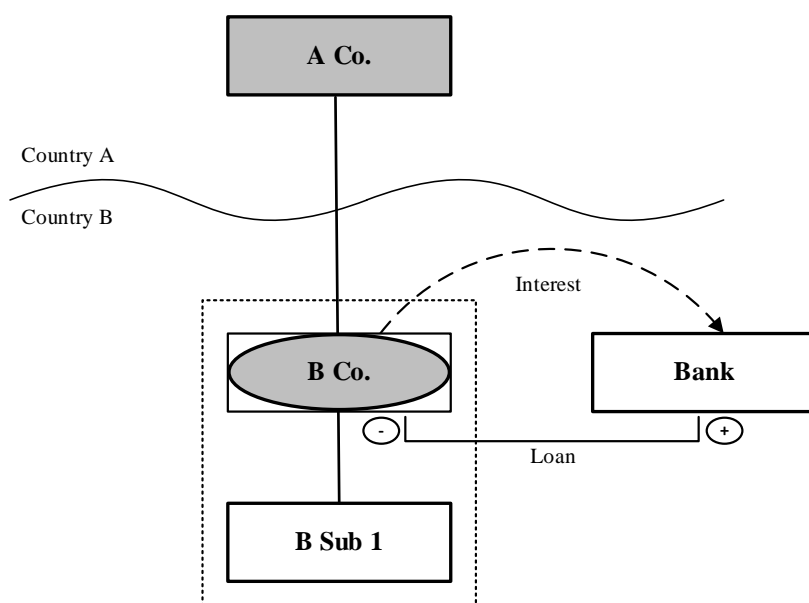 A Co.
Country A
Country B
Interest
B Co.
Bank
-
+
Loan
B Sub 1